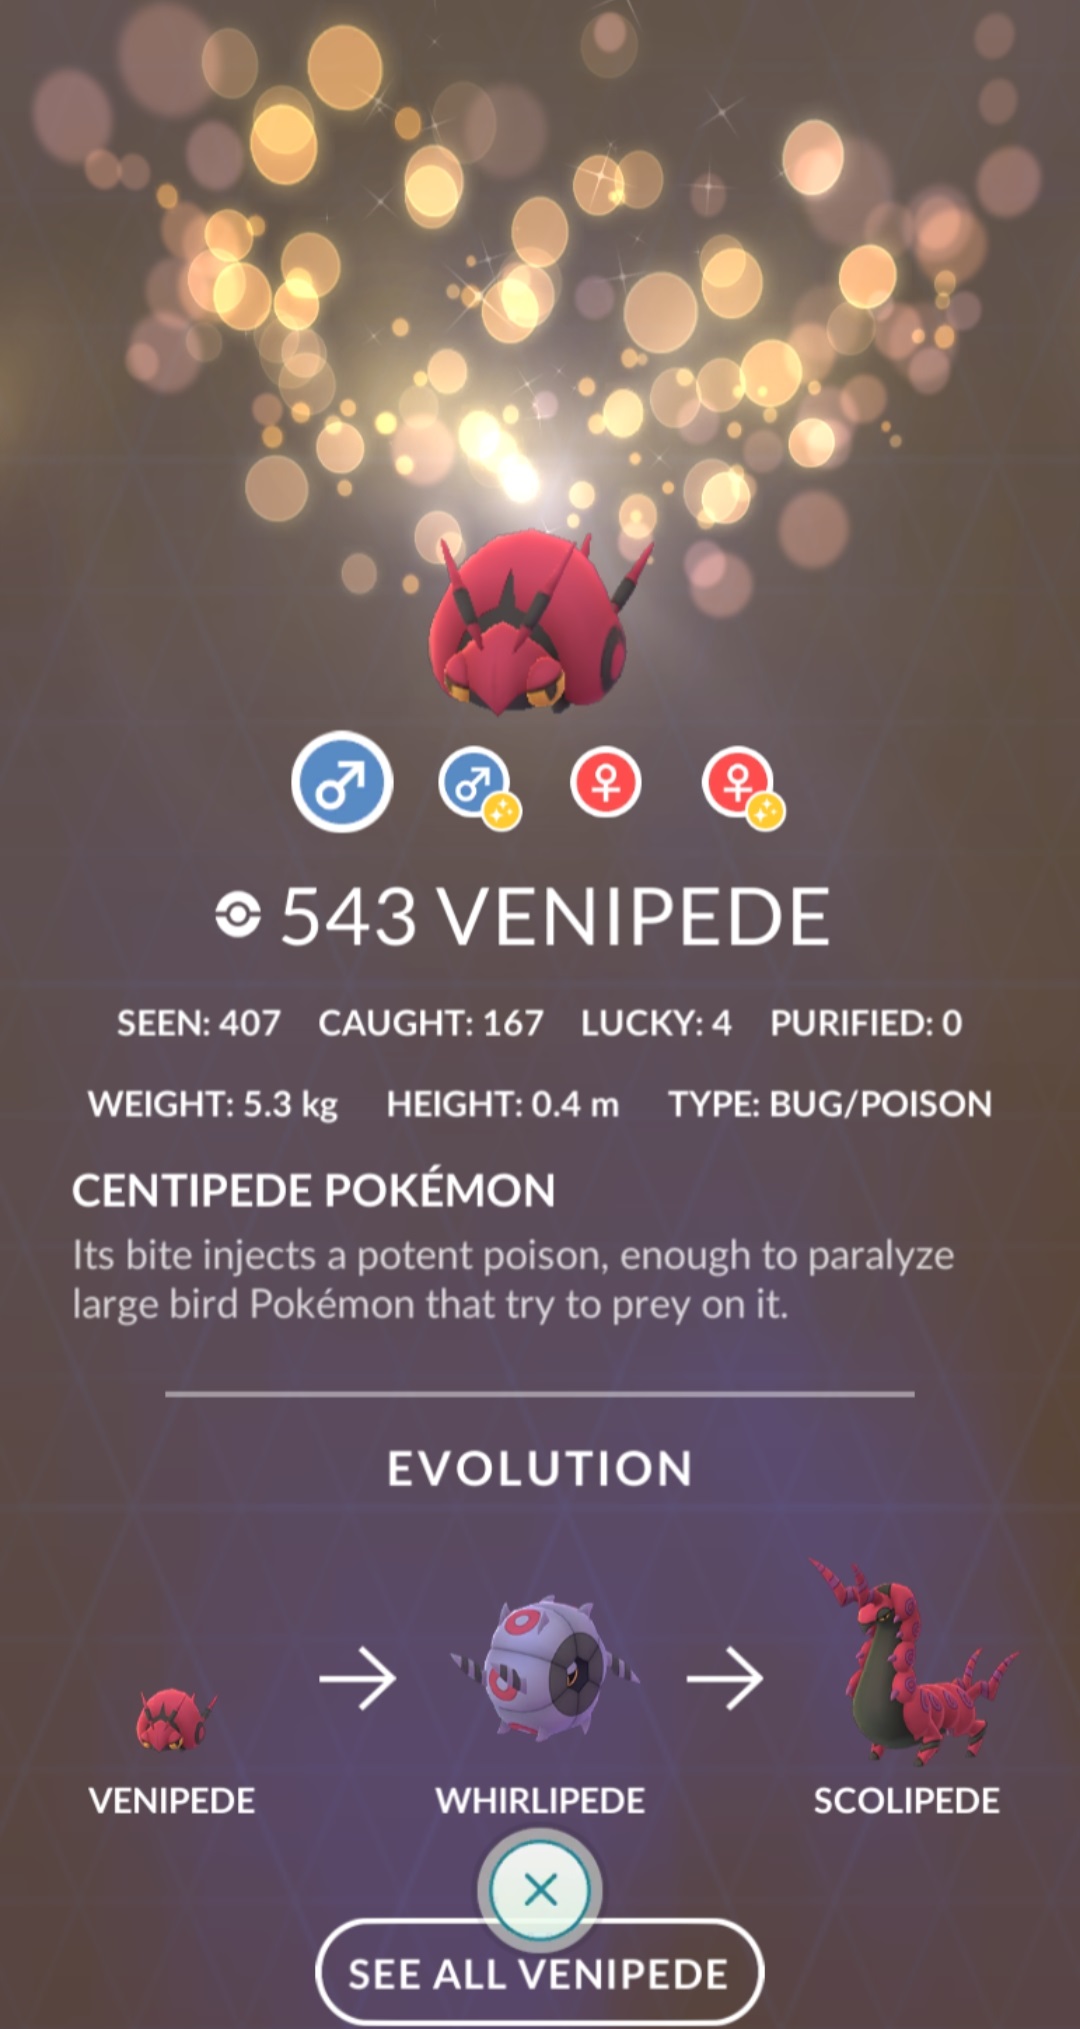 543 VENIPEDE
SEEN: 407 CAUGHT: 167 LUCKY: 4 PURIFIED: 0
WEIGHT: 5.3 kg HEIGHT: 0.4 m TYPE: BUG/POISON
CENTIPEDE POKÉMON
Its bite injects a potent poison, enough to paralyze
large bird Pokémon that try to prey on it.
EVOLUTION
VENIPEDE WHIRLIPEDE SCOLIPEDE
SEE ALL VENIPEDE